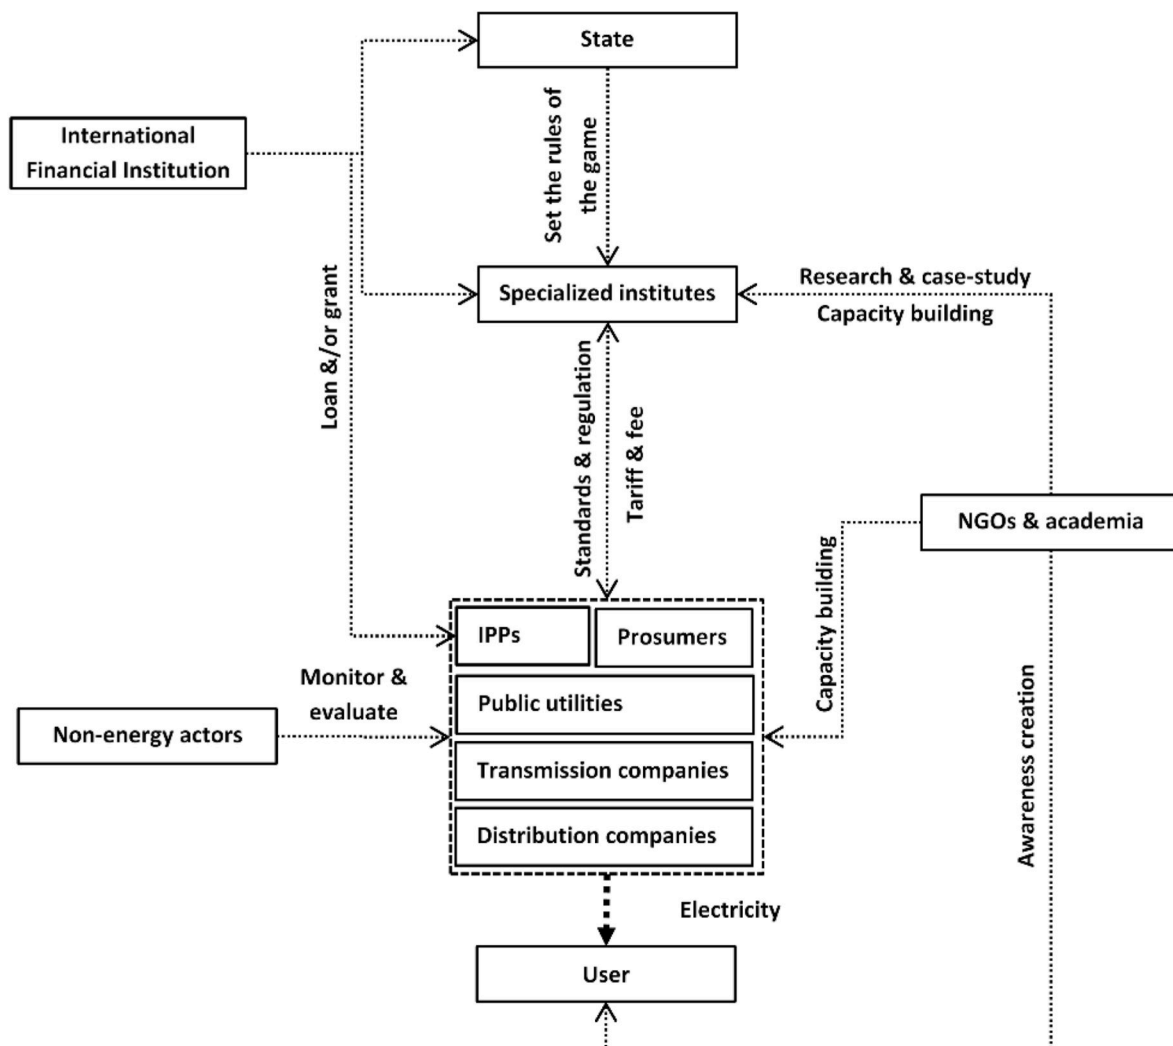 State
International
Financial Institution
Set the rules of
the game
Specialized institutes
Research & case-study
Capacity building
Loan &/or grant
Standards & regulation
Tariff & fee
NGOs & academia
IPPs
Prosumers
Capacity building
Monitor &
evaluate
Public utilities
Non-energy actors
Transmission companies
Awareness creation
Distribution companies
Electricity
User